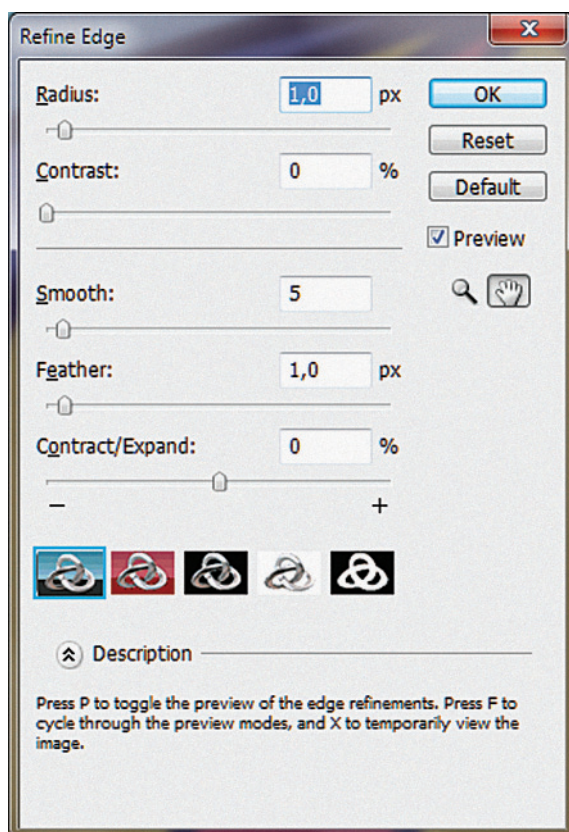 Refine Edge
Radius: 1,0 px
OK
Reset
Contrast: 0 %
Default
Preview
Smooth: 5
Feather: 1,0 px
Contract/Expand: 0 %
− +
Description
Press P to toggle the preview of the edge refinements. Press F to
cycle through the preview modes, and X to temporarily view the
image.